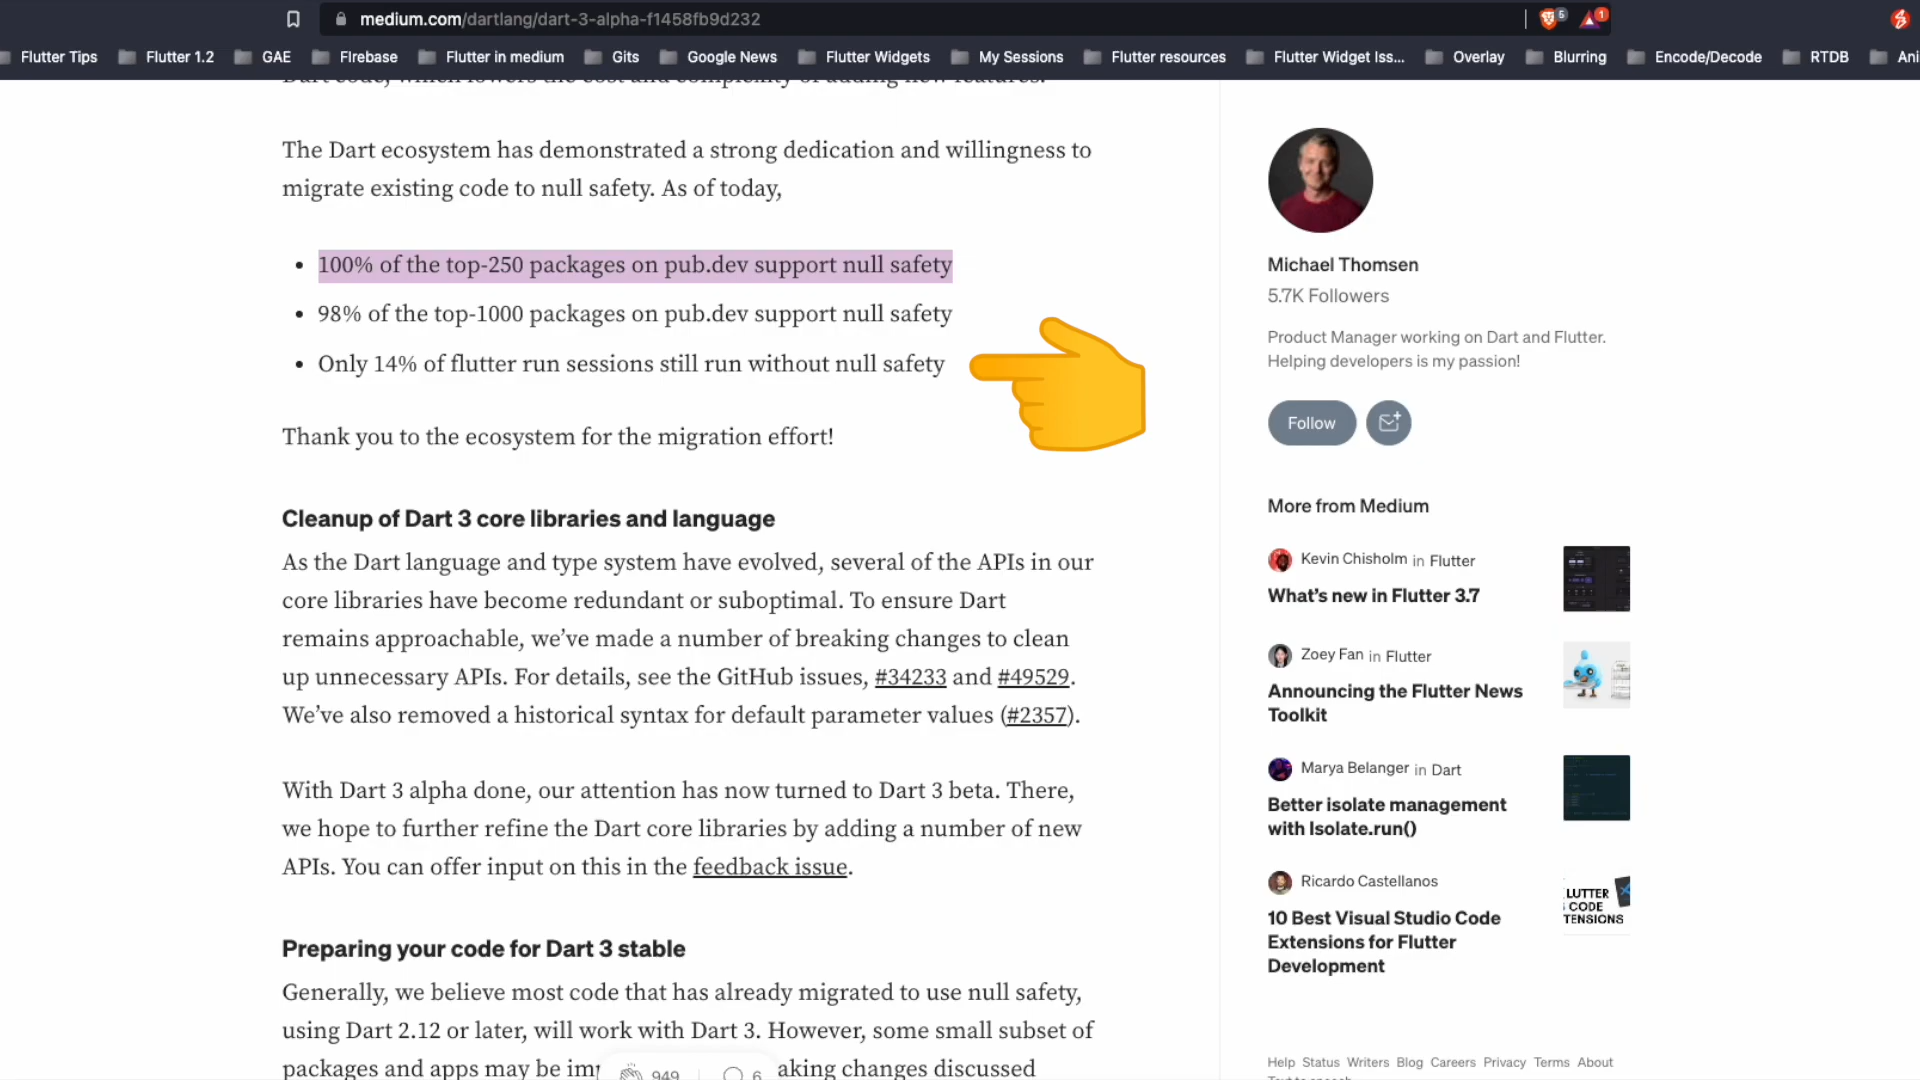 medium.com/dartlang/dart-3-alpha-f1458fb9d232
5
1
Flutter Tips
Flutter 1.2
GAE
FIrebase
Flutter in medium
Gits
Google News
Flutter Widgets
My Sessions
Flutter resources
Flutter Widget Iss...
Overlay
Blurring
Encode/Decode
RTDB
Ani
Dart code, which lowers the cost and complexity of adding new features.
The Dart ecosystem has demonstrated a strong dedication and willingness to
migrate existing code to null safety. As of today,
• 100% of the top-250 packages on pub.dev support null safety
• 98% of the top-1000 packages on pub.dev support null safety
• Only 14% of flutter run sessions still run without null safety
Thank you to the ecosystem for the migration effort!
Cleanup of Dart 3 core libraries and language
As the Dart language and type system have evolved, several of the APIs in our
core libraries have become redundant or suboptimal. To ensure Dart
remains approachable, we’ve made a number of breaking changes to clean
up unnecessary APIs. For details, see the GitHub issues, #34233 and #49529.
We’ve also removed a historical syntax for default parameter values (#2357).
With Dart 3 alpha done, our attention has now turned to Dart 3 beta. There,
we hope to further refine the Dart core libraries by adding a number of new
APIs. You can offer input on this in the feedback issue.
Preparing your code for Dart 3 stable
Generally, we believe most code that has already migrated to use null safety,
using Dart 2.12 or later, will work with Dart 3. However, some small subset of
packages and apps may be im
aking changes discussed
949
6
Michael Thomsen
5.7K Followers
Product Manager working on Dart and Flutter.
Helping developers is my passion!
Follow
More from Medium
Kevin Chisholm in Flutter
What’s new in Flutter 3.7
Zoey Fan in Flutter
Announcing the Flutter News
Toolkit
Marya Belanger in Dart
Better isolate management
with Isolate.run()
Ricardo Castellanos
10 Best Visual Studio Code
Extensions for Flutter
Development
LUTTER
CODE
TENSIONS
Help Status Writers Blog Careers Privacy Terms About
Text to speech